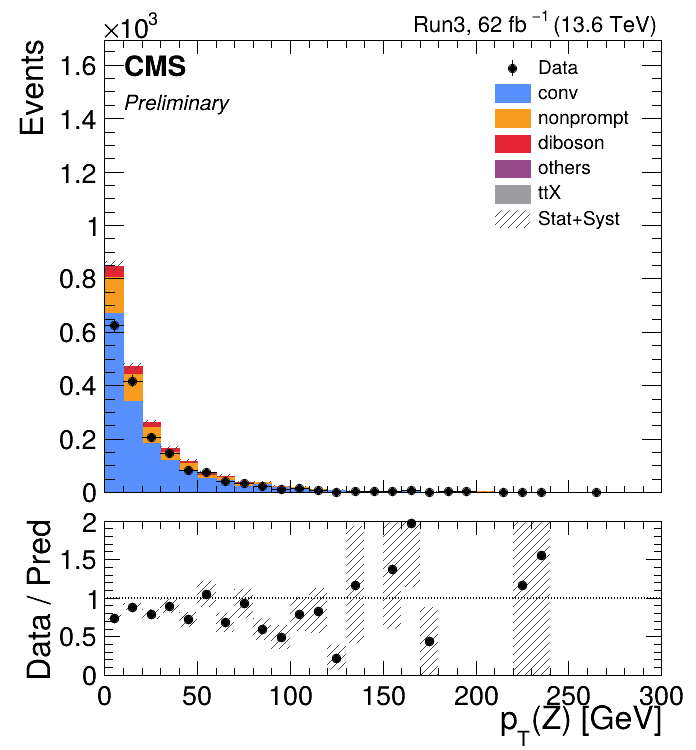 ×10³
Run3, 62 fb⁻¹ (13.6 TeV)
Events
CMS
Preliminary
Data
conv
nonprompt
diboson
others
ttX
Stat+Syst
1.6
1.4
1.2
1
0.8
0.6
0.4
0.2
0
Data / Pred
2
1.5
1
0.5
0
0 50 100 150 200 250 300
p_T(Z) [GeV]